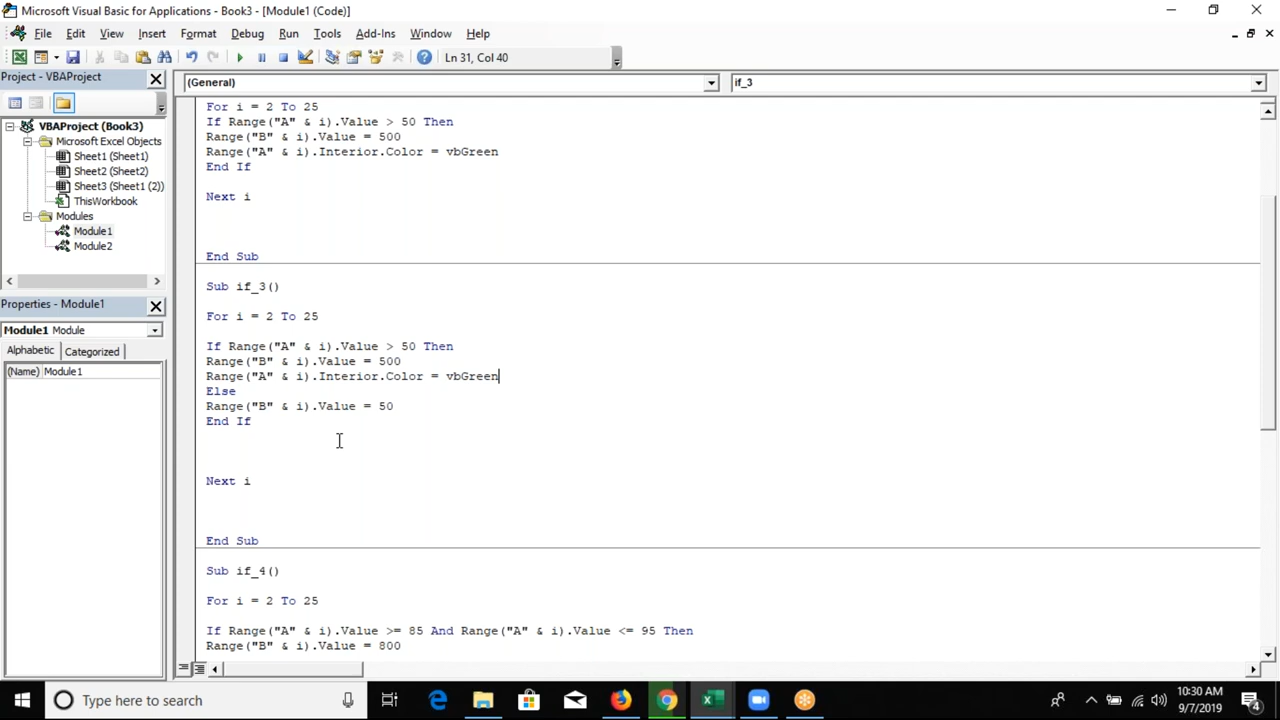 Microsoft Visual Basic for Applications - Book3 - [Module1 (Code)]
File Edit View Insert Format Debug Run Tools Add-Ins Window Help
Ln 31, Col 40
Project - VBAProject
(General)
if_3
VBAProject (Book3)
Microsoft Excel Objects
Sheet1 (Sheet1)
Sheet2 (Sheet2)
Sheet3 (Sheet1 (2))
ThisWorkbook
Modules
Module1
Module2
Properties - Module1
Module1 Module
Alphabetic Categorized
(Name) Module1
For i = 2 To 25
If Range("A" & i).Value > 50 Then
Range("B" & i).Value = 500
Range("A" & i).Interior.Color = vbGreen
End If
Next i
End Sub
Sub if_3()
For i = 2 To 25
If Range("A" & i).Value > 50 Then
Range("B" & i).Value = 500
Range("A" & i).Interior.Color = vbGreen
Else
Range("B" & i).Value = 50
End If
Next i
End Sub
Sub if_4()
For i = 2 To 25
If Range("A" & i).Value >= 85 And Range("A" & i).Value <= 95 Then
Range("B" & i).Value = 800
Type here to search
10:30 AM
9/7/2019
4